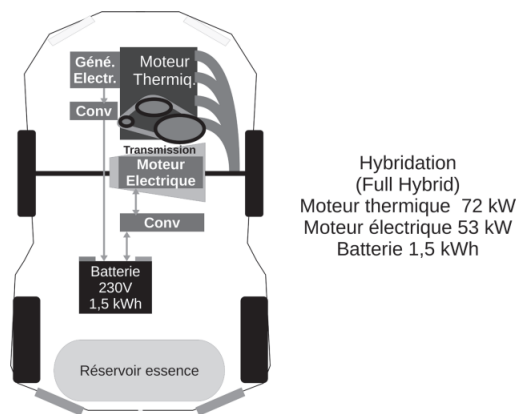 Géné.
Electr.
Moteur
Thermiq.
Conv
Transmission
Moteur
Electrique
Conv
Batterie
230V
1,5 kWh
Réservoir essence
Hybridation
(Full Hybrid)
Moteur thermique 72 kW
Moteur électrique 53 kW
Batterie 1,5 kWh